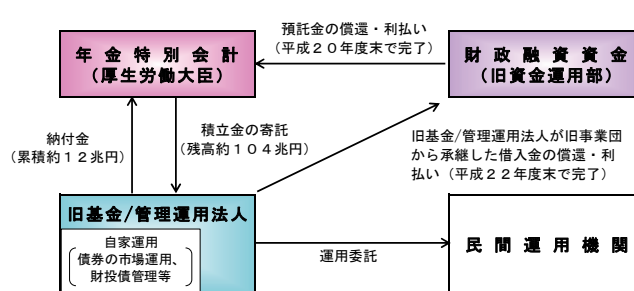 預託金の償還・利払い
（平成２０年度末で完了）
年金特別会計
（厚生労働大臣）
財政融資資金
（旧資金運用部）
納付金
（累積約１２兆円）
積立金の寄託
（残高約１０４兆円）
旧基金/管理運用法人が旧事業団
から承継した借入金の償還・利
払い（平成２２年度末で完了）
旧基金/管理運用法人
自家運用
債券の市場運用、
財投債管理等
運用委託
民間運用機関